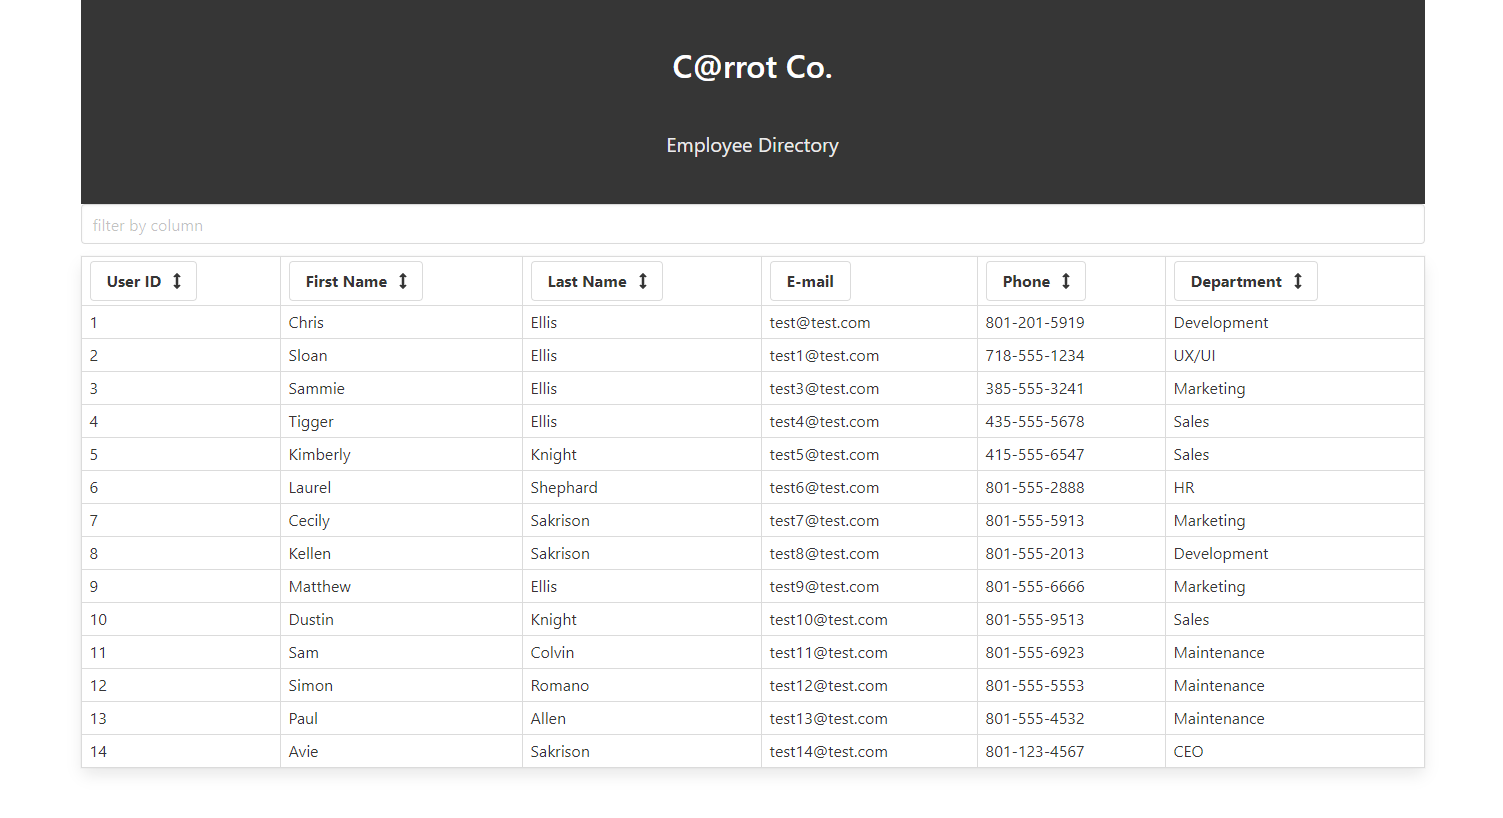 C@rrot Co.
Employee Directory
filter by column
User ID First Name Last Name E-mail Phone Department
1 Chris Ellis test@test.com 801-201-5919 Development
2 Sloan Ellis test1@test.com 718-555-1234 UX/UI
3 Sammie Ellis test3@test.com 385-555-3241 Marketing
4 Tigger Ellis test4@test.com 435-555-5678 Sales
5 Kimberly Knight test5@test.com 415-555-6547 Sales
6 Laurel Shephard test6@test.com 801-555-2888 HR
7 Cecily Sakrison test7@test.com 801-555-5913 Marketing
8 Kellen Sakrison test8@test.com 801-555-2013 Development
9 Matthew Ellis test9@test.com 801-555-6666 Marketing
10 Dustin Knight test10@test.com 801-555-9513 Sales
11 Sam Colvin test11@test.com 801-555-6923 Maintenance
12 Simon Romano test12@test.com 801-555-5553 Maintenance
13 Paul Allen test13@test.com 801-555-4532 Maintenance
14 Avie Sakrison test14@test.com 801-123-4567 CEO